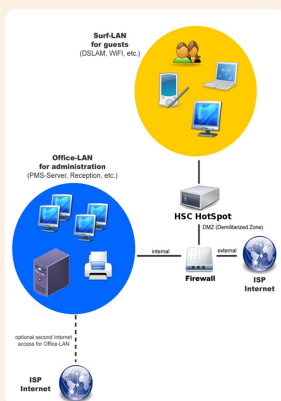 Surf-LAN
for guests
(DSLAM, WiFI, etc.)
Office-LAN
for administration
(PMS-Server, Reception, etc.)
HSC HotSpot
DMZ (Demilitarized Zone)
internal
external
Firewall
ISP
Internet
optional second Internet
access for Office-LAN
ISP
Internet